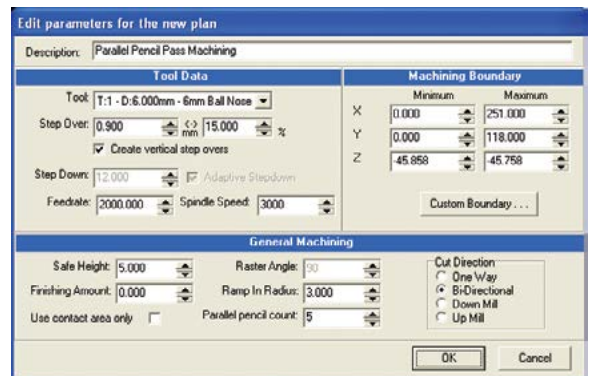 Edit parameters for the new plan
Description: Parallel Pencil Pass Machining
Tool Data
Tool: T:1 - D:6.000mm - 6mm Ball Nose
Step Over: 0.900 <-> mm 15.000 %
Create vertical step overs
Step Down: 12.000 Adaptive Stepdown
Feedrate: 2000.000 Spindle Speed: 3000
Machining Boundary
Minimum Maximum
X 0.000 251.000
Y 0.000 118.000
Z -45.858 -45.758
Custom Boundary . . .
General Machining
Safe Height: 5.000 Raster Angle: 90
Finishing Amount: 0.000 Ramp In Radius: 3.000
Use contact area only Parallel pencil count: 5
Cut Direction
One Way
Bi-Directional
Down Mill
Up Mill
OK Cancel